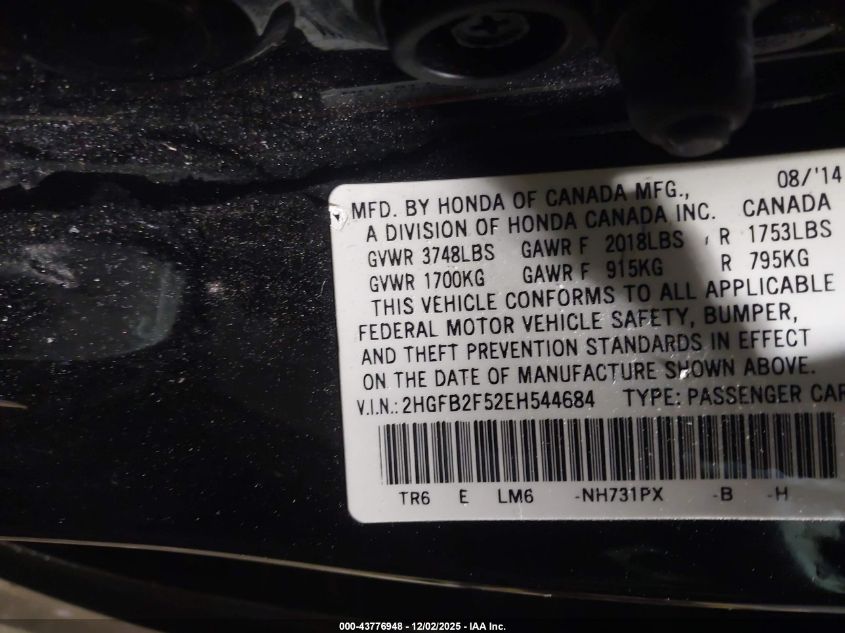 08/'14
MFD. BY HONDA OF CANADA MFG.,
A DIVISION OF HONDA CANADA INC. CANADA
GVWR 3748LBS GAWR F 2018LBS R 1753LBS
GVWR 1700KG GAWR F 915KG R 795KG
THIS VEHICLE CONFORMS TO ALL APPLICABLE
FEDERAL MOTOR VEHICLE SAFETY, BUMPER,
AND THEFT PREVENTION STANDARDS IN EFFECT
ON THE DATE OF MANUFACTURE SHOWN ABOVE.
V.I.N.: 2HGFB2F52EH544684 TYPE: PASSENGER CAR
TR6 E LM6 -NH731PX -B -H
000-43776948 - 12/02/2025 - IAA Inc.